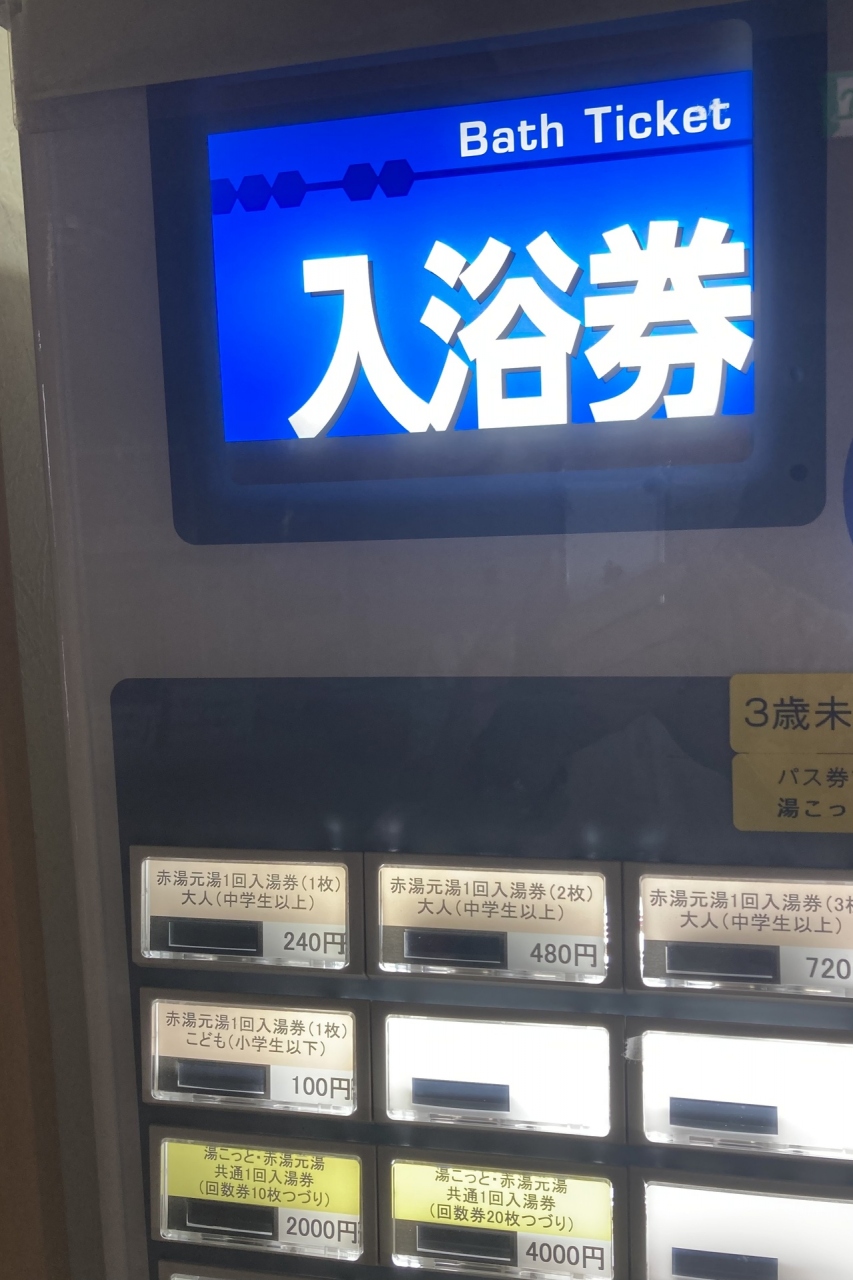 Bath Ticket
入浴券
3歳未
パス券
湯こっ
赤湯元湯1回入湯券(1枚)
大人(中学生以上)
240円
赤湯元湯1回入湯券(2枚)
大人(中学生以上)
480円
赤湯元湯1回入湯券(3枚
大人(中学生以上)
720
赤湯元湯1回入湯券(1枚)
こども(小学生以下)
100円
湯こっと・赤湯元湯
共通1回入湯券
(回数券10枚つづり)
2000円
湯こっと・赤湯元湯
共通1回入湯券
(回数券20枚つづり)
4000円